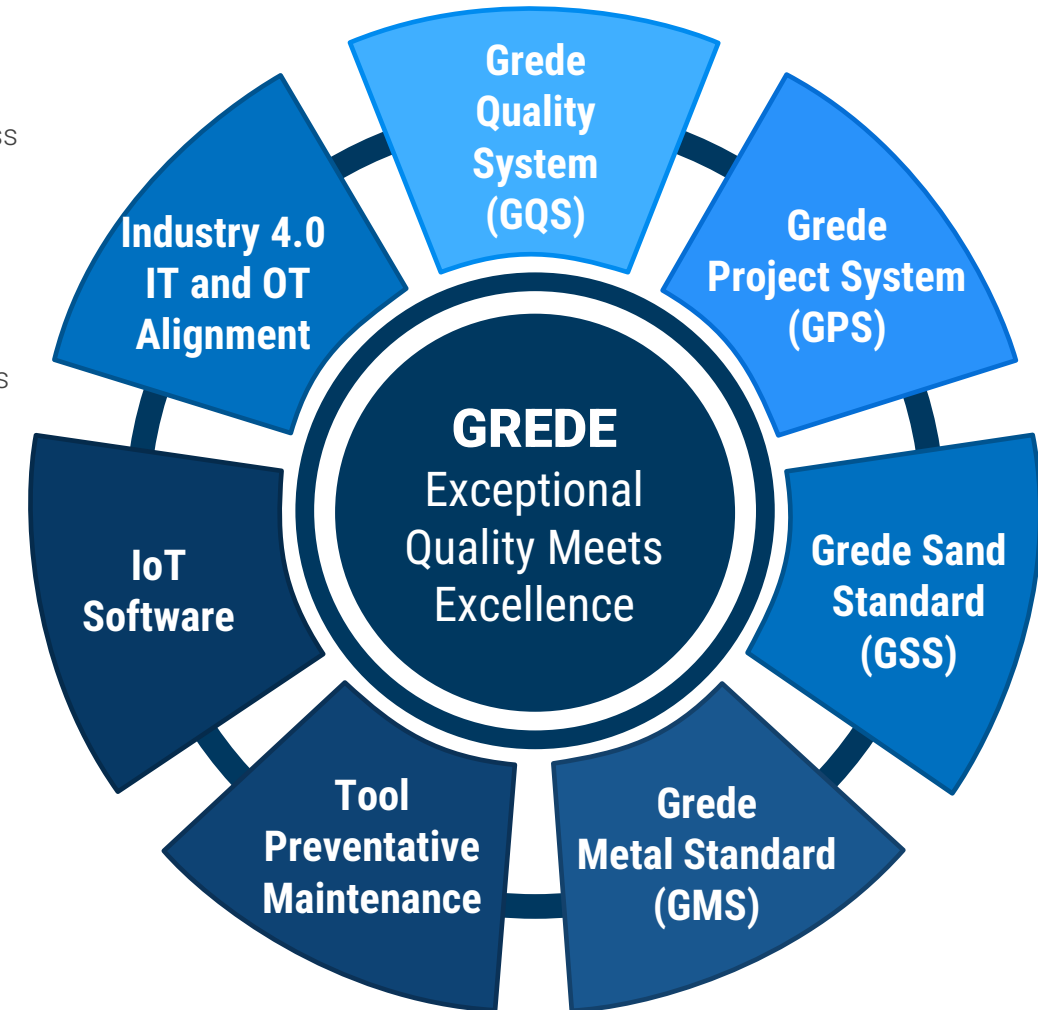 Grede
Quality
System
(GQS)
Grede
Project System
(GPS)
Grede Sand
Standard
(GSS)
Grede
Metal Standard
(GMS)
Tool
Preventative
Maintenance
IoT
Software
Industry 4.0
IT and OT
Alignment
GREDE
Exceptional
Quality Meets
Excellence